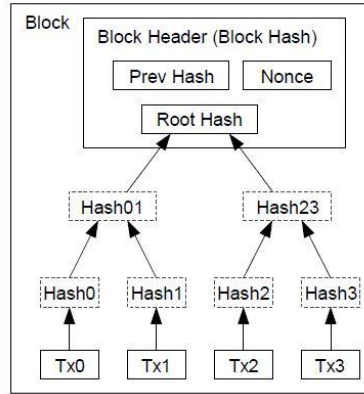 Block
Block Header (Block Hash)
Prev Hash
Nonce
Root Hash
Hash01
Hash23
Hash0
Hash1
Hash2
Hash3
Tx0
Tx1
Tx2
Tx3